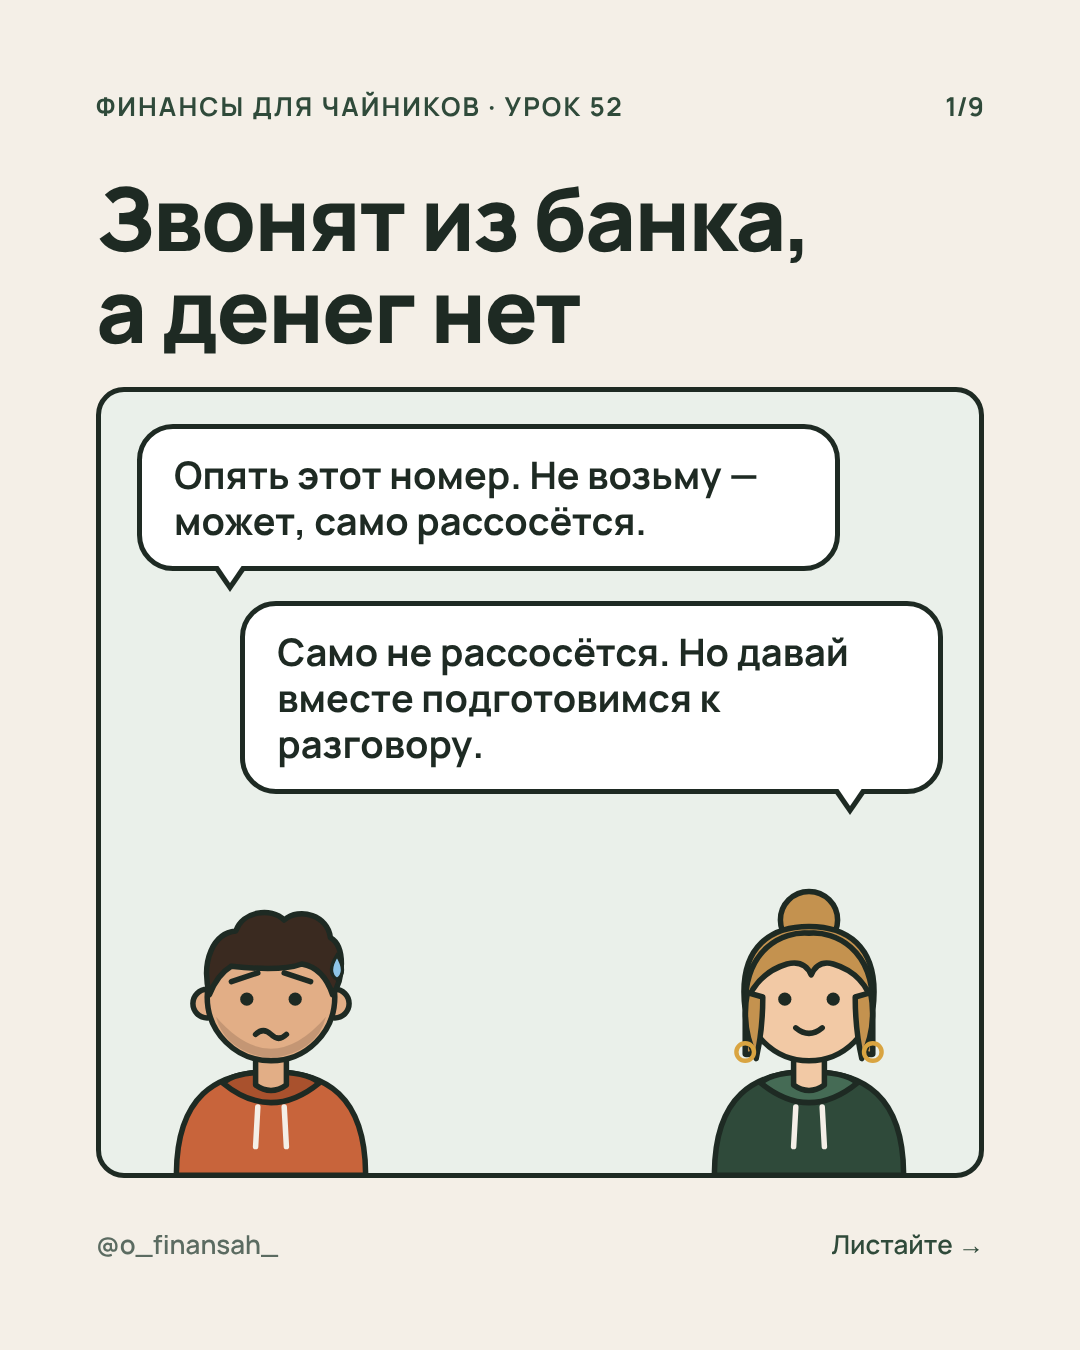 ФИНАНСЫ ДЛЯ ЧАЙНИКОВ · УРОК 52
1/9
Звонят из банка,
а денег нет
Опять этот номер. Не возьму —
может, само рассосётся.
Само не рассосётся. Но давай
вместе подготовимся к
разговору.
@o_finansah_
Листайте →